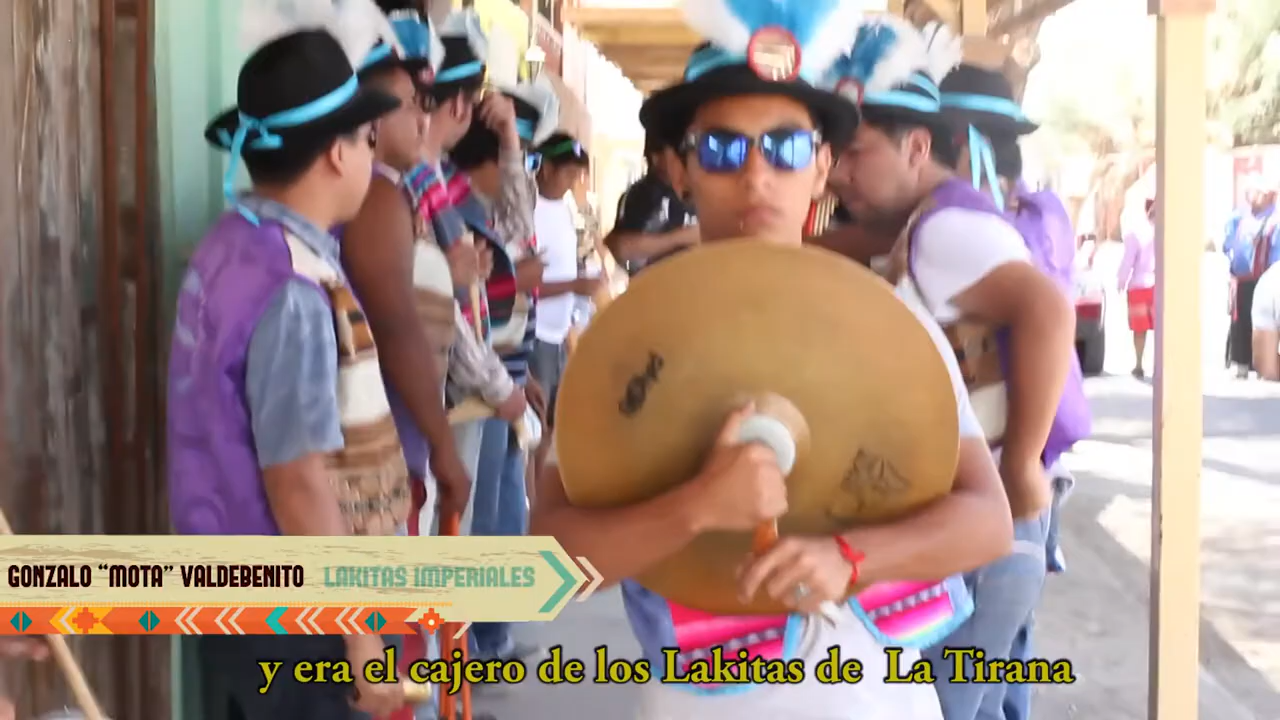 GONZALO "MOTA" VALDEBENITO LAKITAS IMPERIALES
y era el cajero de los Lakitas de La Tirana